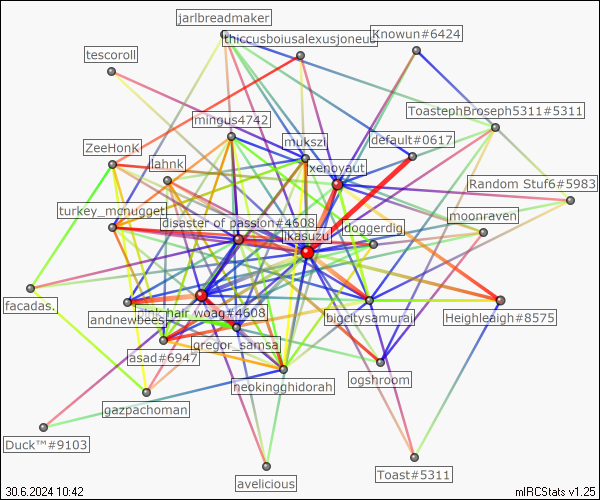 jarlbreadmaker
thiccusboiusalexusjoneus
Knowun#6424
tescoroll
ToastephBroseph5311#5311
mingus4742
mukszi
default#0617
ZeeHonK
lahnk
xenoyaut
Random Stuf6#5983
turkey_mcnugget
disaster of passion#4608
doggerdig
moonraven
jkasuzu
facadas.
andnewbees
pink hair woag#4608
bigcitysamurai
Heighleaigh#8575
gregor_samsa
asad#6947
neokingghidorah
ogshroom
gazpachoman
Duck™#9103
Toast#5311
avelicious
30.6.2024 10:42
mIRCStats v1.25